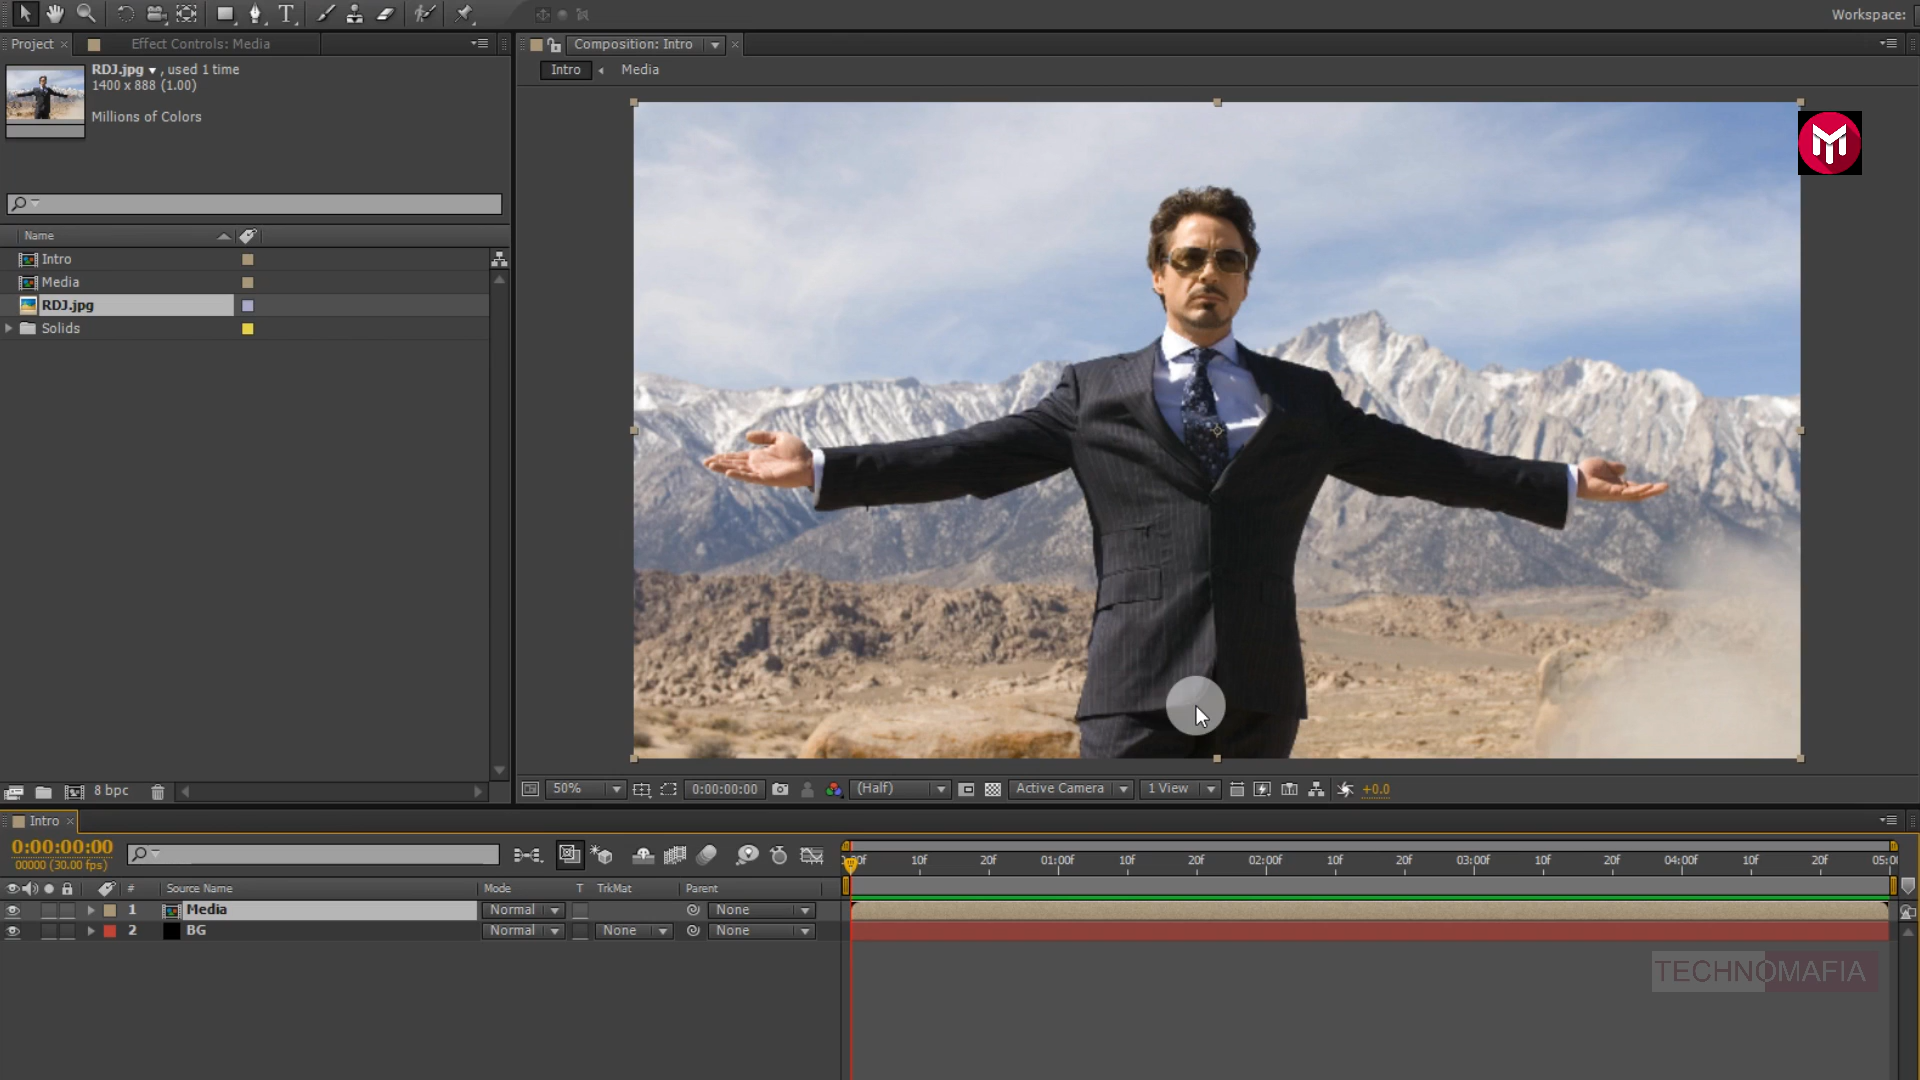 Workspace:
Project
Effect Controls: Media
Composition: Intro
RDJ.jpg , used 1 time
1400 x 888 (1.00)
Millions of Colors
Intro
Media
Name
Intro
Media
RDJ.jpg
Solids
8 bpc
50%
0:00:00:00
(Half)
Active Camera
1 View
+0.0
Intro
0:00:00:00
00000 (30.00 fps)
10f
20f
01:00f
10f
20f
02:00f
10f
20f
03:00f
10f
20f
04:00f
10f
20f
# Source Name Mode T TrkMat Parent
1 Media Normal None
2 BG Normal None None
TECHNOMAFIA